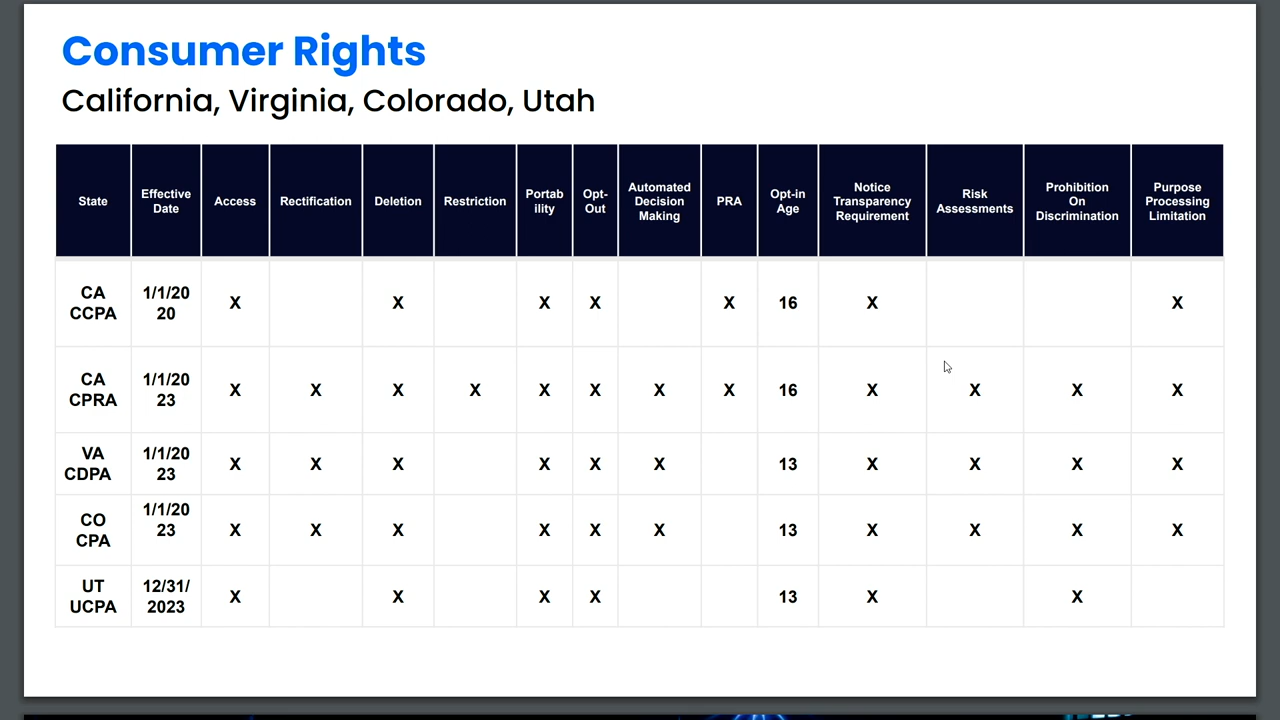 Consumer Rights
California, Virginia, Colorado, Utah
State Effective Date Access Rectification Deletion Restriction Portab ility Opt- Out Automated Decision Making PRA Opt-in Age Notice Transparency Requirement Risk Assessments Prohibition On Discrimination Purpose Processing Limitation
CA CCPA 1/1/20 20 X X X X X 16 X X
CA CPRA 1/1/20 23 X X X X X X X X 16 X X X X
VA CDPA 1/1/20 23 X X X X X X 13 X X X X
CO CPA 1/1/20 23 X X X X X X 13 X X X X
UT UCPA 12/31/ 2023 X X X X 13 X X